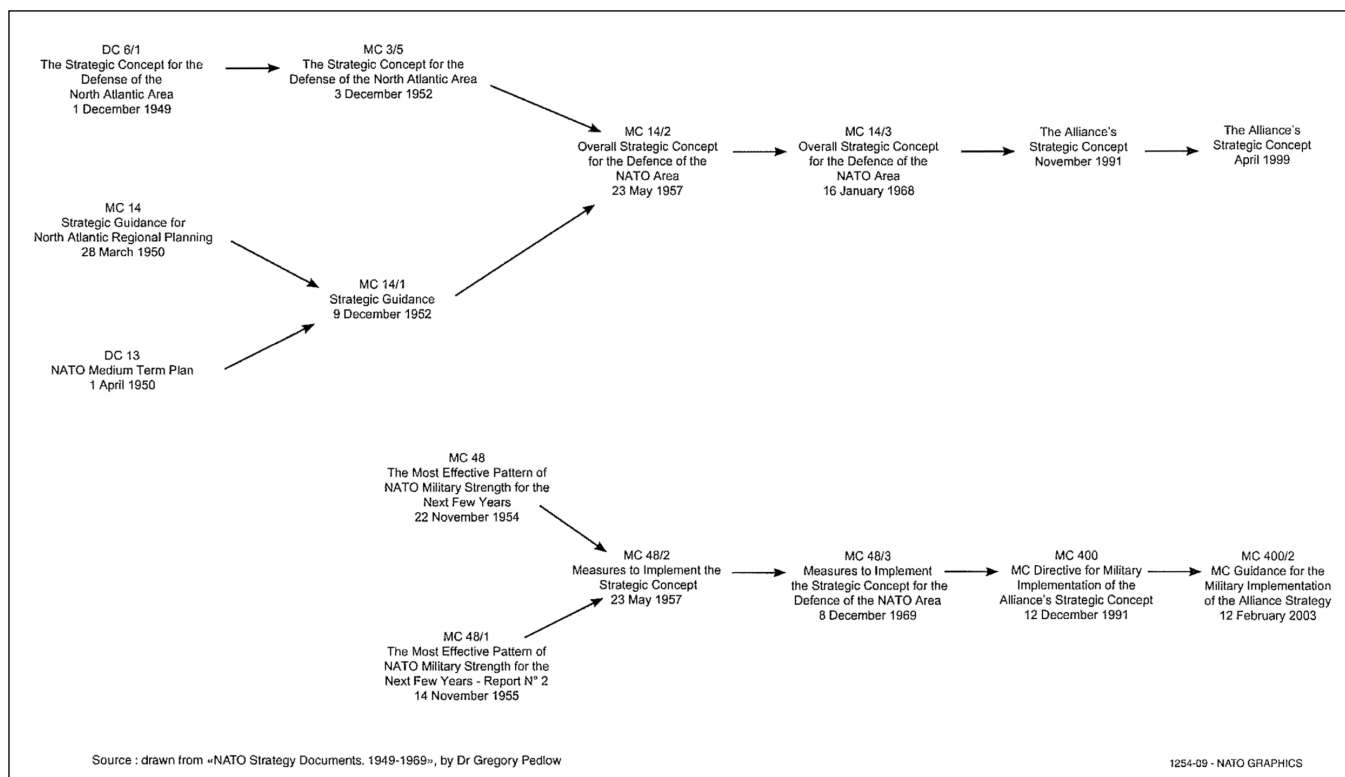 DC 6/1
The Strategic Concept for the
Defense of the
North Atlantic Area
1 December 1949
MC 3/5
The Strategic Concept for the
Defense of the North Atlantic Area
3 December 1952
MC 14/2
Overall Strategic Concept
for the Defence of the
NATO Area
23 May 1957
MC 14/3
Overall Strategic Concept
for the Defence of the
NATO Area
16 January 1968
The Alliance's
Strategic Concept
November 1991
The Alliance's
Strategic Concept
April 1999
MC 14
Strategic Guidance for
North Atlantic Regional Planning
28 March 1950
MC 14/1
Strategic Guidance
9 December 1952
DC 13
NATO Medium Term Plan
1 April 1950
MC 48
The Most Effective Pattern of
NATO Military Strength for the
Next Few Years
22 November 1954
MC 48/2
Measures to Implement the
Strategic Concept
23 May 1957
MC 48/3
Measures to Implement
the Strategic Concept for the
Defence of the NATO Area
8 December 1969
MC 400
MC Directive for Military
Implementation of the
Alliance's Strategic Concept
12 December 1991
MC 400/2
MC Guidance for the
Military Implementation
of the Alliance Strategy
12 February 2003
MC 48/1
The Most Effective Pattern of
NATO Military Strength for the
Next Few Years - Report N° 2
14 November 1955
Source : drawn from «NATO Strategy Documents. 1949-1969», by Dr Gregory Pedlow
1254-09 - NATO GRAPHICS